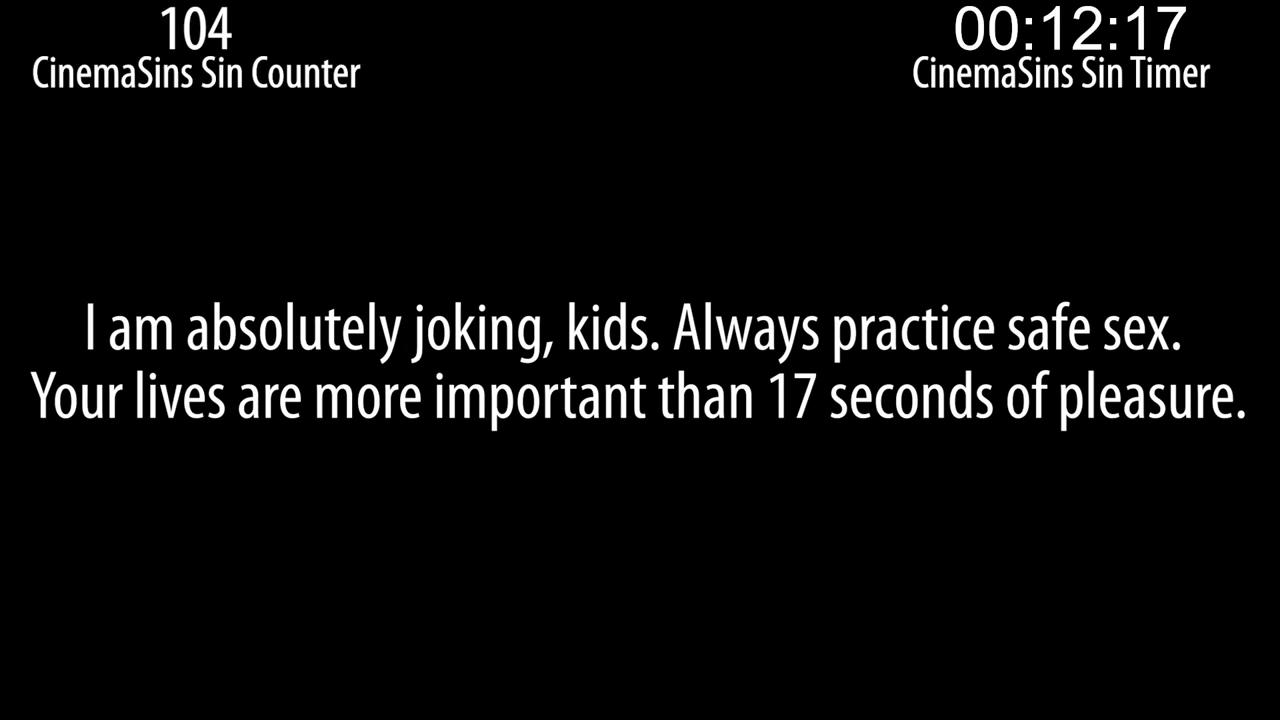 104
CinemaSins Sin Counter
00:12:17
CinemaSins Sin Timer
I am absolutely joking, kids. Always practice safe sex.
Your lives are more important than 17 seconds of pleasure.